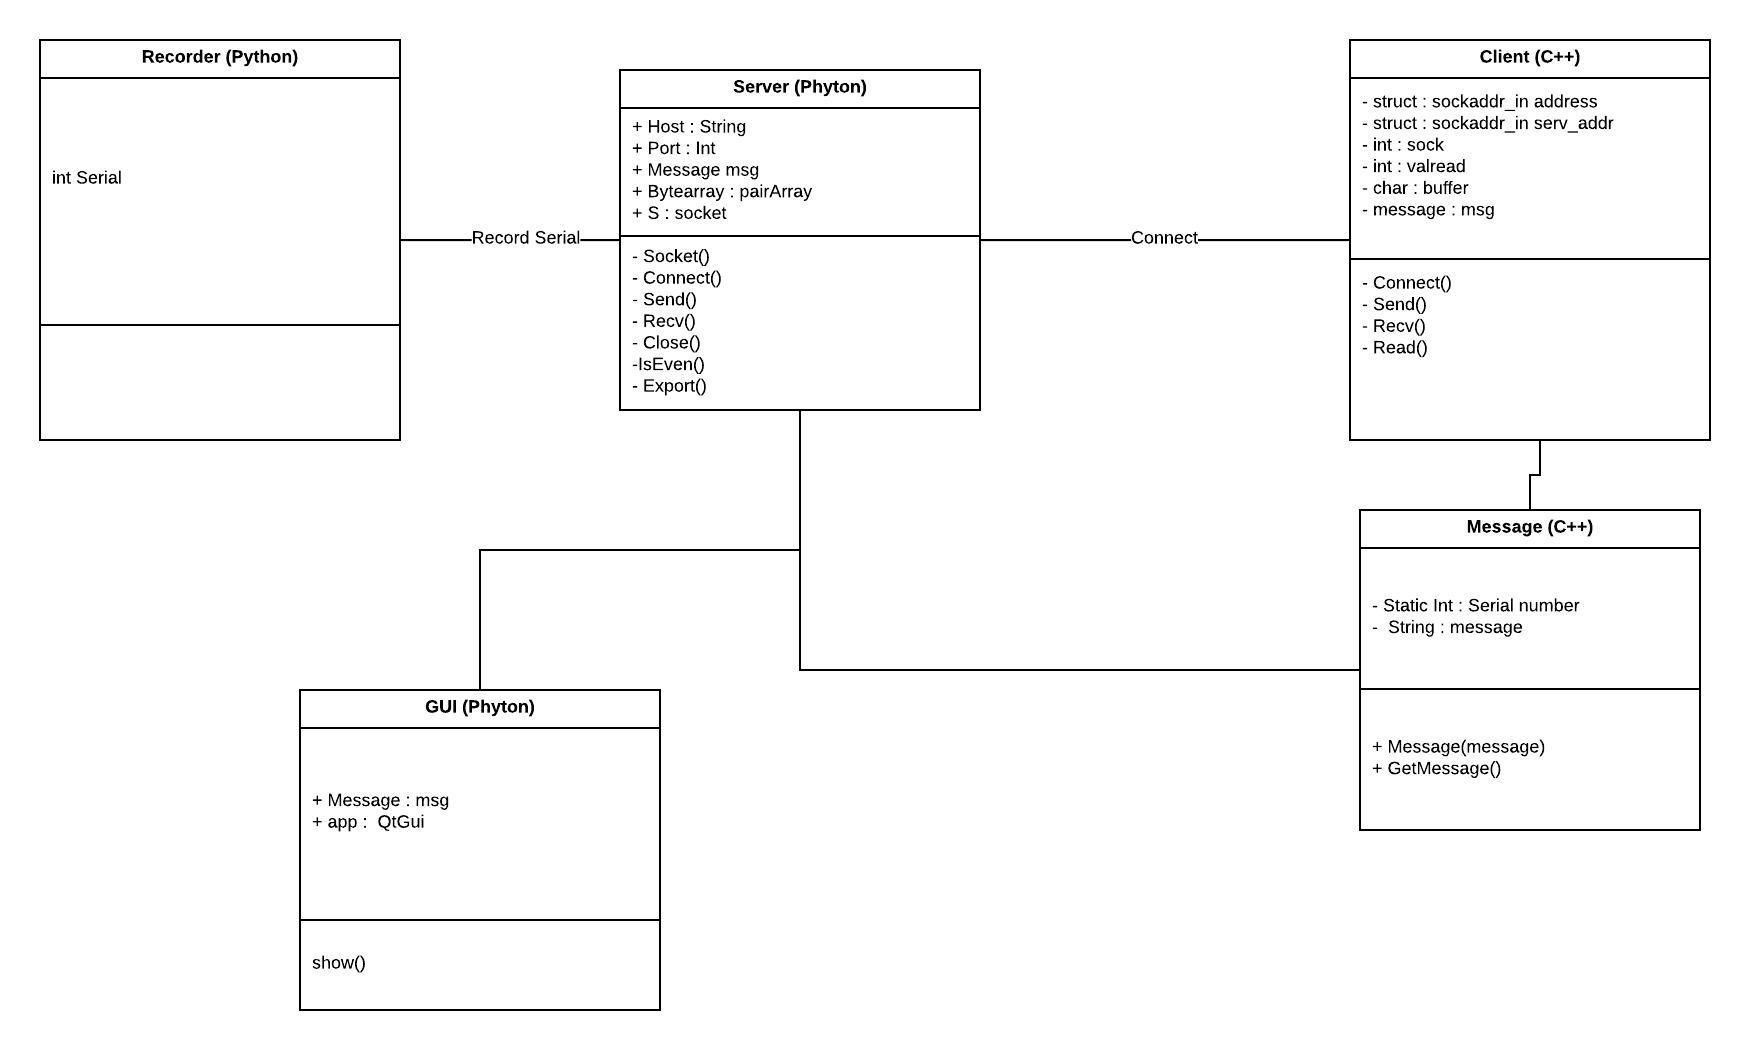 Recorder (Python)
int Serial
Record Serial
Server (Phyton)
+ Host : String
+ Port : Int
+ Message msg
+ Bytearray : pairArray
+ S : socket
- Socket()
- Connect()
- Send()
- Recv()
- Close()
-IsEven()
- Export()
Connect
Client (C++)
- struct : sockaddr_in address
- struct : sockaddr_in serv_addr
- int : sock
- int : valread
- char : buffer
- message : msg
- Connect()
- Send()
- Recv()
- Read()
Message (C++)
- Static Int : Serial number
-  String : message
+ Message(message)
+ GetMessage()
GUI (Phyton)
+ Message : msg
+ app :  QtGui
show()